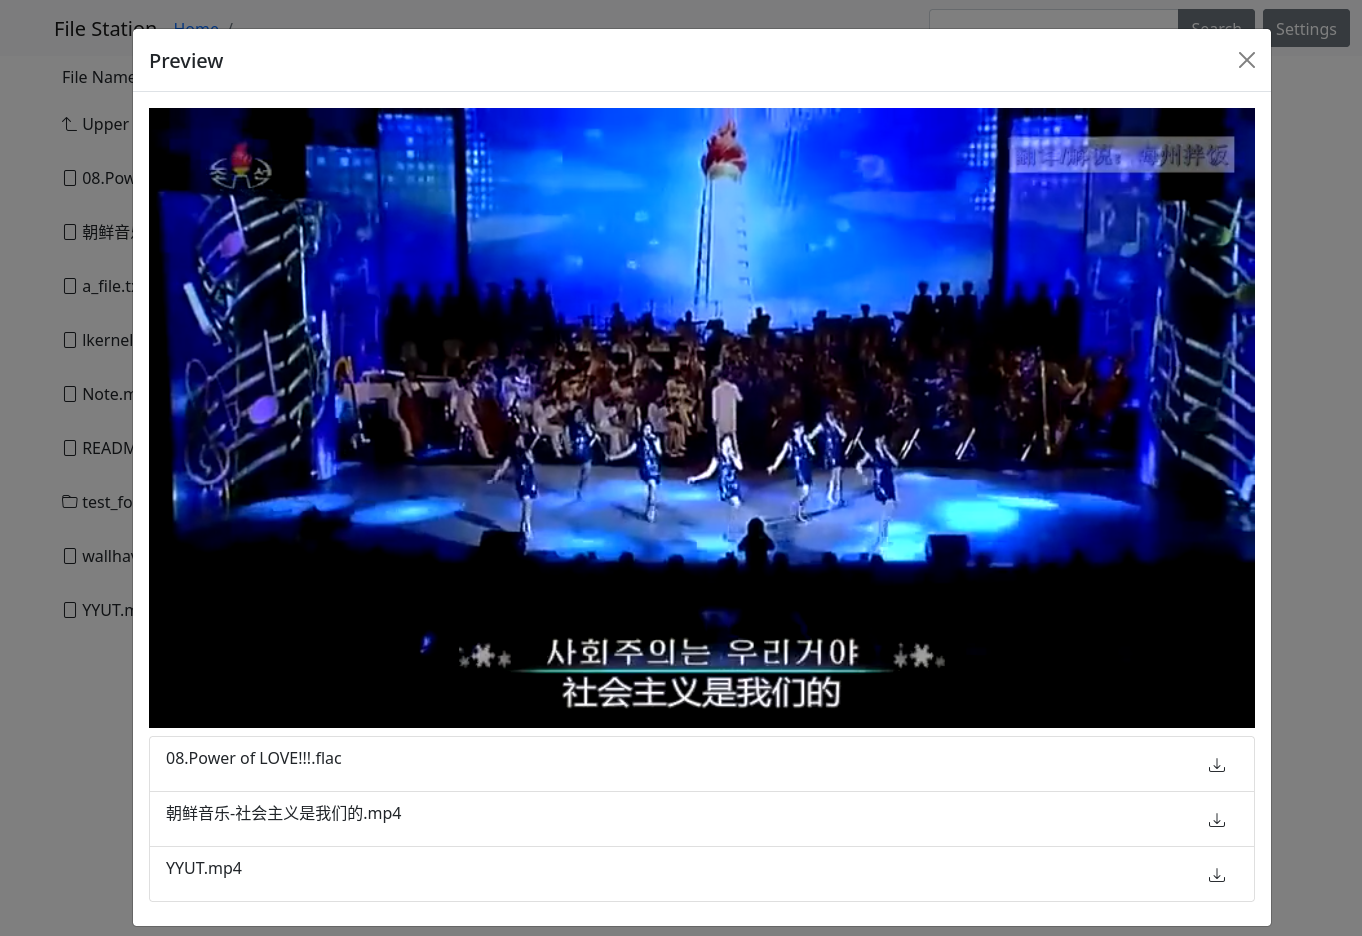 File Station Home /
Search
Settings
Preview
File Name
Upper
08.Pow
朝鲜音
a_file.t
lkernel
Note.m
READM
test_fo
wallha
YYUT.m
조선
翻译/解说：海州拌饭
사회주의는 우리거야
社会主义是我们的
08.Power of LOVE!!!.flac
朝鲜音乐-社会主义是我们的.mp4
YYUT.mp4